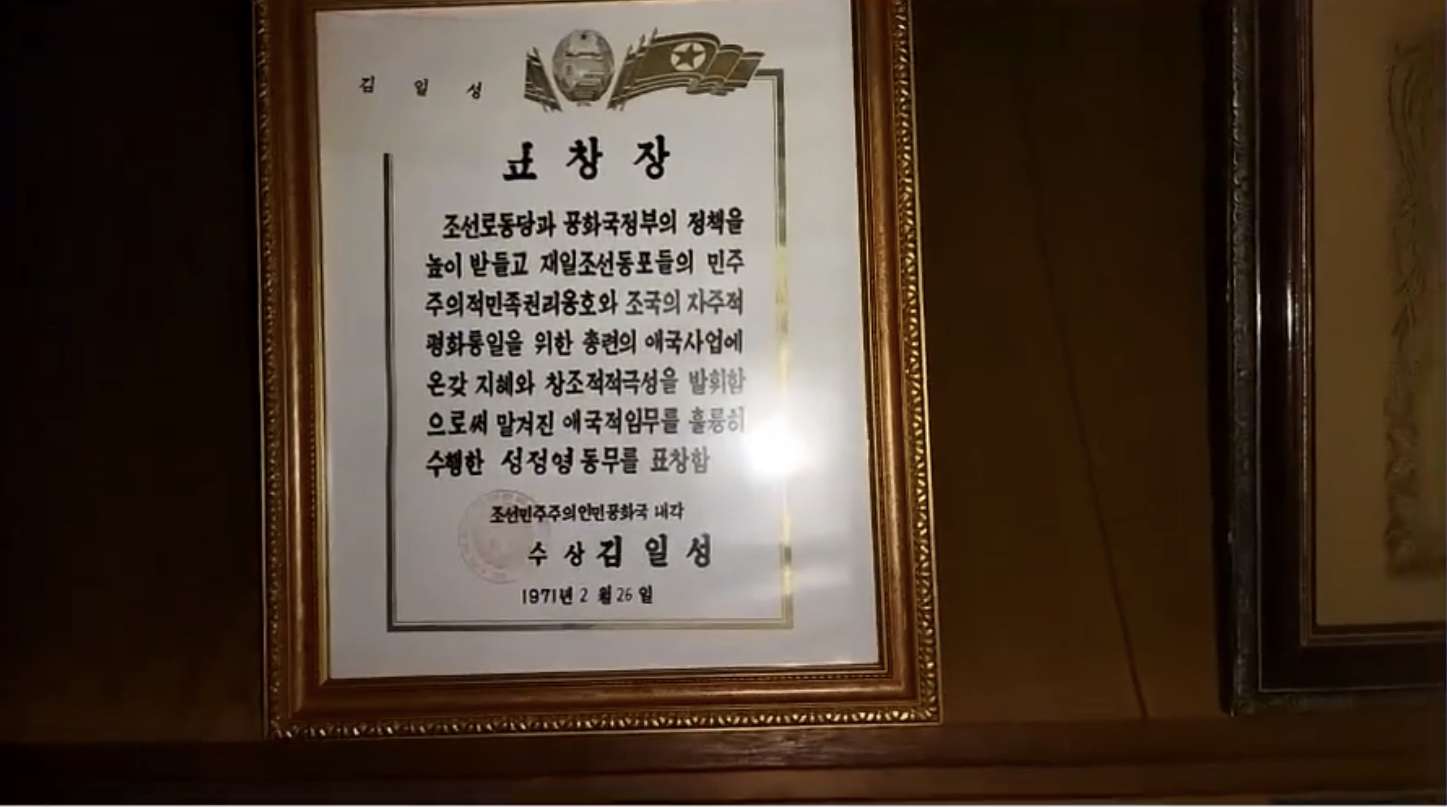 김 일 성
표 창 장
조선로동당과 공화국정부의 정책을
높이 받들고 재일조선동포들의 민주
주의적민족권리옹호와 조국의 자주적
평화통일을 위한 총련의 애국사업에
온갖 지혜와 창조적적극성을 발휘함
으로써 맡겨진 애국적임무를 훌륭히
수행한 성정영동무를 표창함
조선민주주의인민공화국 내각
수 상 김 일 성
1971년 2 월 26 일